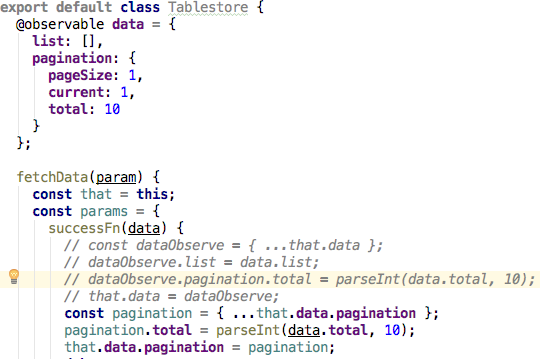 export default class Tablestore {
@observable data = {
list: [],
pagination: {
pageSize: 1,
current: 1,
total: 10
}
};
fetchData(param) {
const that = this;
const params = {
successFn(data) {
// const dataObserve = { ...that.data };
// dataObserve.list = data.list;
// dataObserve.pagination.total = parseInt(data.total, 10);
// that.data = dataObserve;
const pagination = { ...that.data.pagination };
pagination.total = parseInt(data.total, 10);
that.data.pagination = pagination;